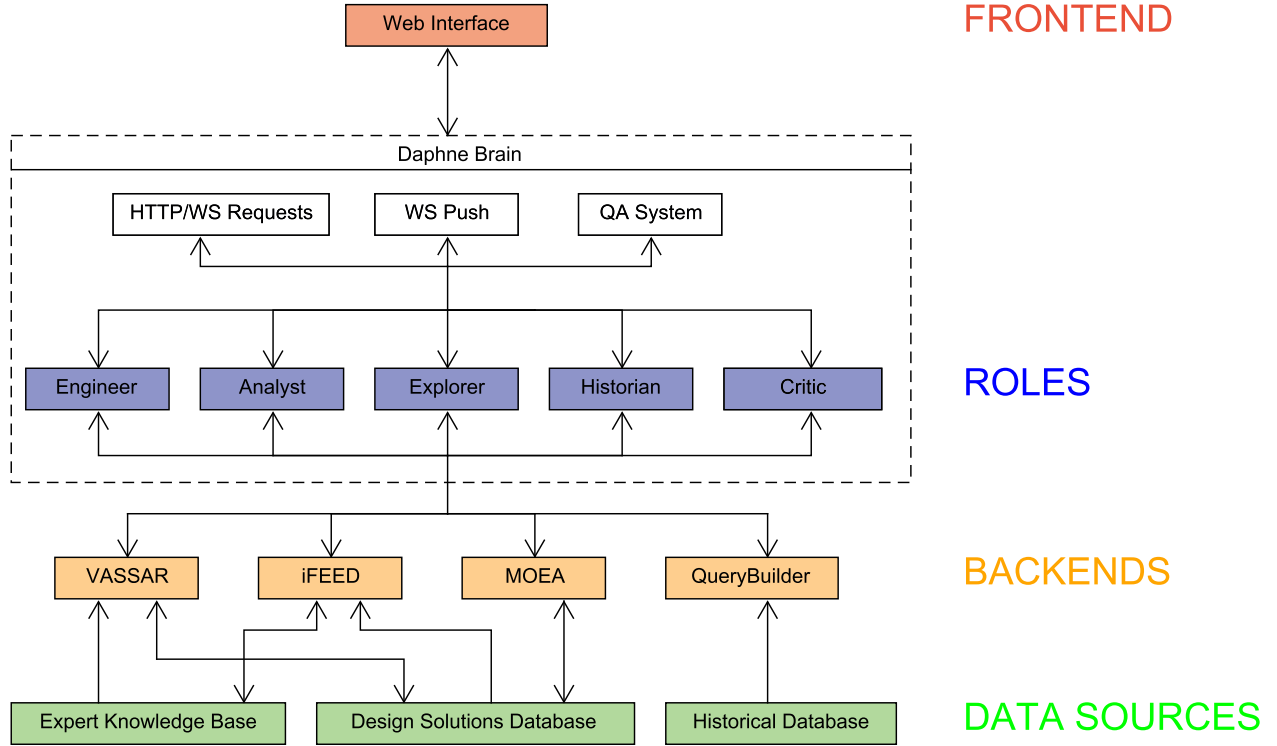 Web Interface
FRONTEND
Daphne Brain
HTTP/WS Requests
WS Push
QA System
Engineer
Analyst
Explorer
Historian
Critic
ROLES
VASSAR
iFEED
MOEA
QueryBuilder
BACKENDS
Expert Knowledge Base
Design Solutions Database
Historical Database
DATA SOURCES